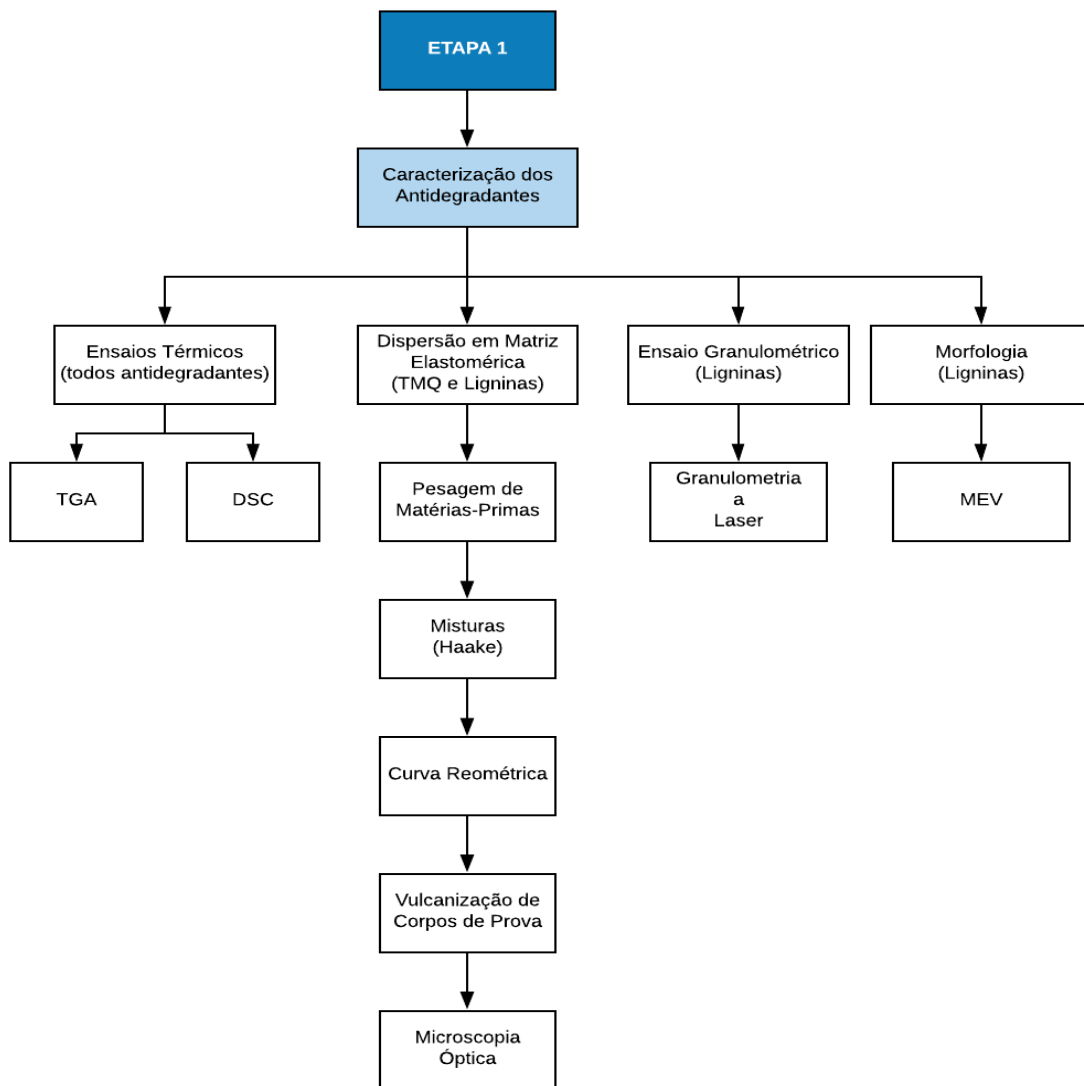 ETAPA 1
Caracterização dos
Antidegradantes
Ensaios Térmicos
(todos antidegradantes)
Dispersão em Matriz
Elastomérica
(TMQ e Ligninas)
Ensaio Granulométrico
(Ligninas)
Morfologia
(Ligninas)
TGA
DSC
Pesagem de
Matérias-Primas
Granulometria
a
Laser
MEV
Misturas
(Haake)
Curva Reométrica
Vulcanização de
Corpos de Prova
Microscopia
Óptica